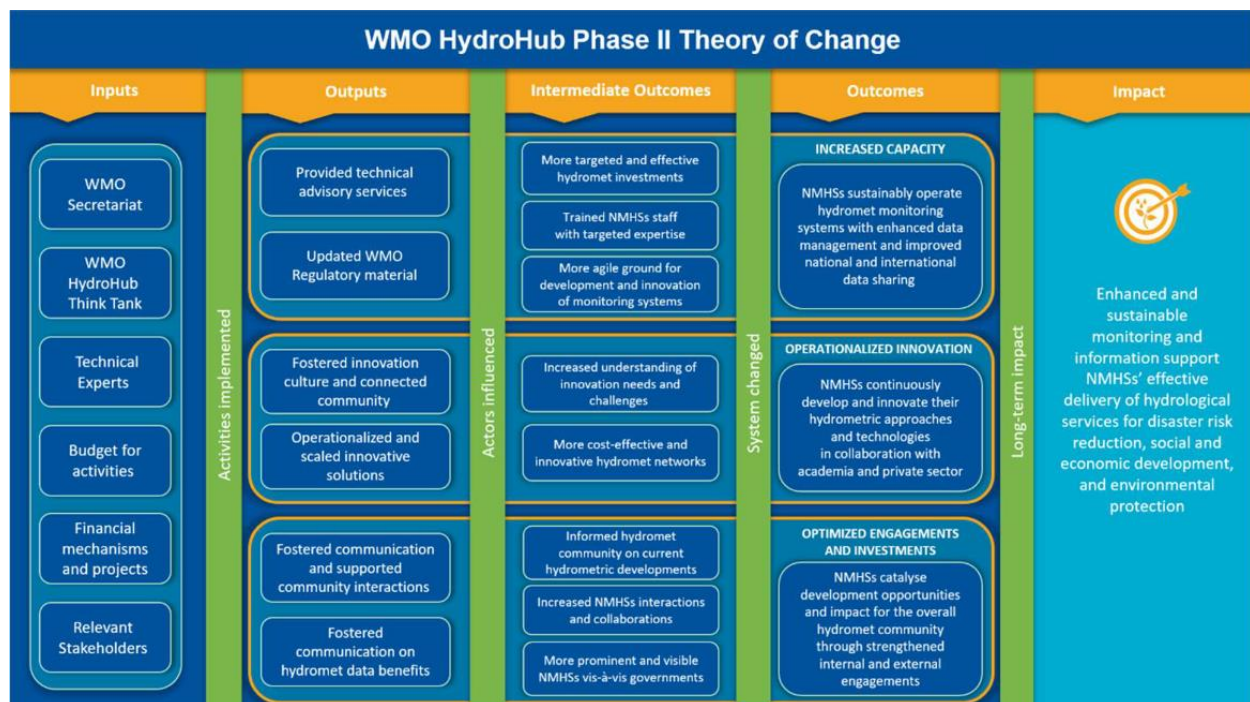 WMO HydroHub Phase II Theory of Change
Inputs
WMO
Secretariat
WMO
HydroHub
Think Tank
Technical
Experts
Budget for
activities
Financial
mechanisms
and projects
Relevant
Stakeholders
Activities implemented
Outputs
Provided technical
advisory services
Updated WMO
Regulatory material
Fostered innovation
culture and connected
community
Operationalized and
scaled innovative
solutions
Fostered communication
and supported
community interactions
Fostered
communication on
hydromet data benefits
Actors influenced
Intermediate Outcomes
More targeted and effective
hydromet investments
Trained NMHSs staff
with targeted expertise
More agile ground for
development and innovation
of monitoring systems
Increased understanding of
innovation needs and
challenges
More cost-effective and
innovative hydromet networks
Informed hydromet
community on current
hydrometric developments
Increased NMHSs interactions
and collaborations
More prominent and visible
NMHSs vis-à-vis governments
System changed
Outcomes
INCREASED CAPACITY
NMHSs sustainably operate
hydromet monitoring
systems with enhanced data
management and improved
national and international
data sharing
OPERATIONALIZED INNOVATION
NMHSs continuously
develop and innovate their
hydrometric approaches
and technologies
in collaboration with
academia and private sector
OPTIMIZED ENGAGEMENTS
AND INVESTMENTS
NMHSs catalyse
development opportunities
and impact for the overall
hydromet community
through strengthened
internal and external
engagements
Long-term impact
Impact
Enhanced and
sustainable
monitoring and
information support
NMHSs' effective
delivery of hydrological
services for disaster risk
reduction, social and
economic development,
and environmental
protection